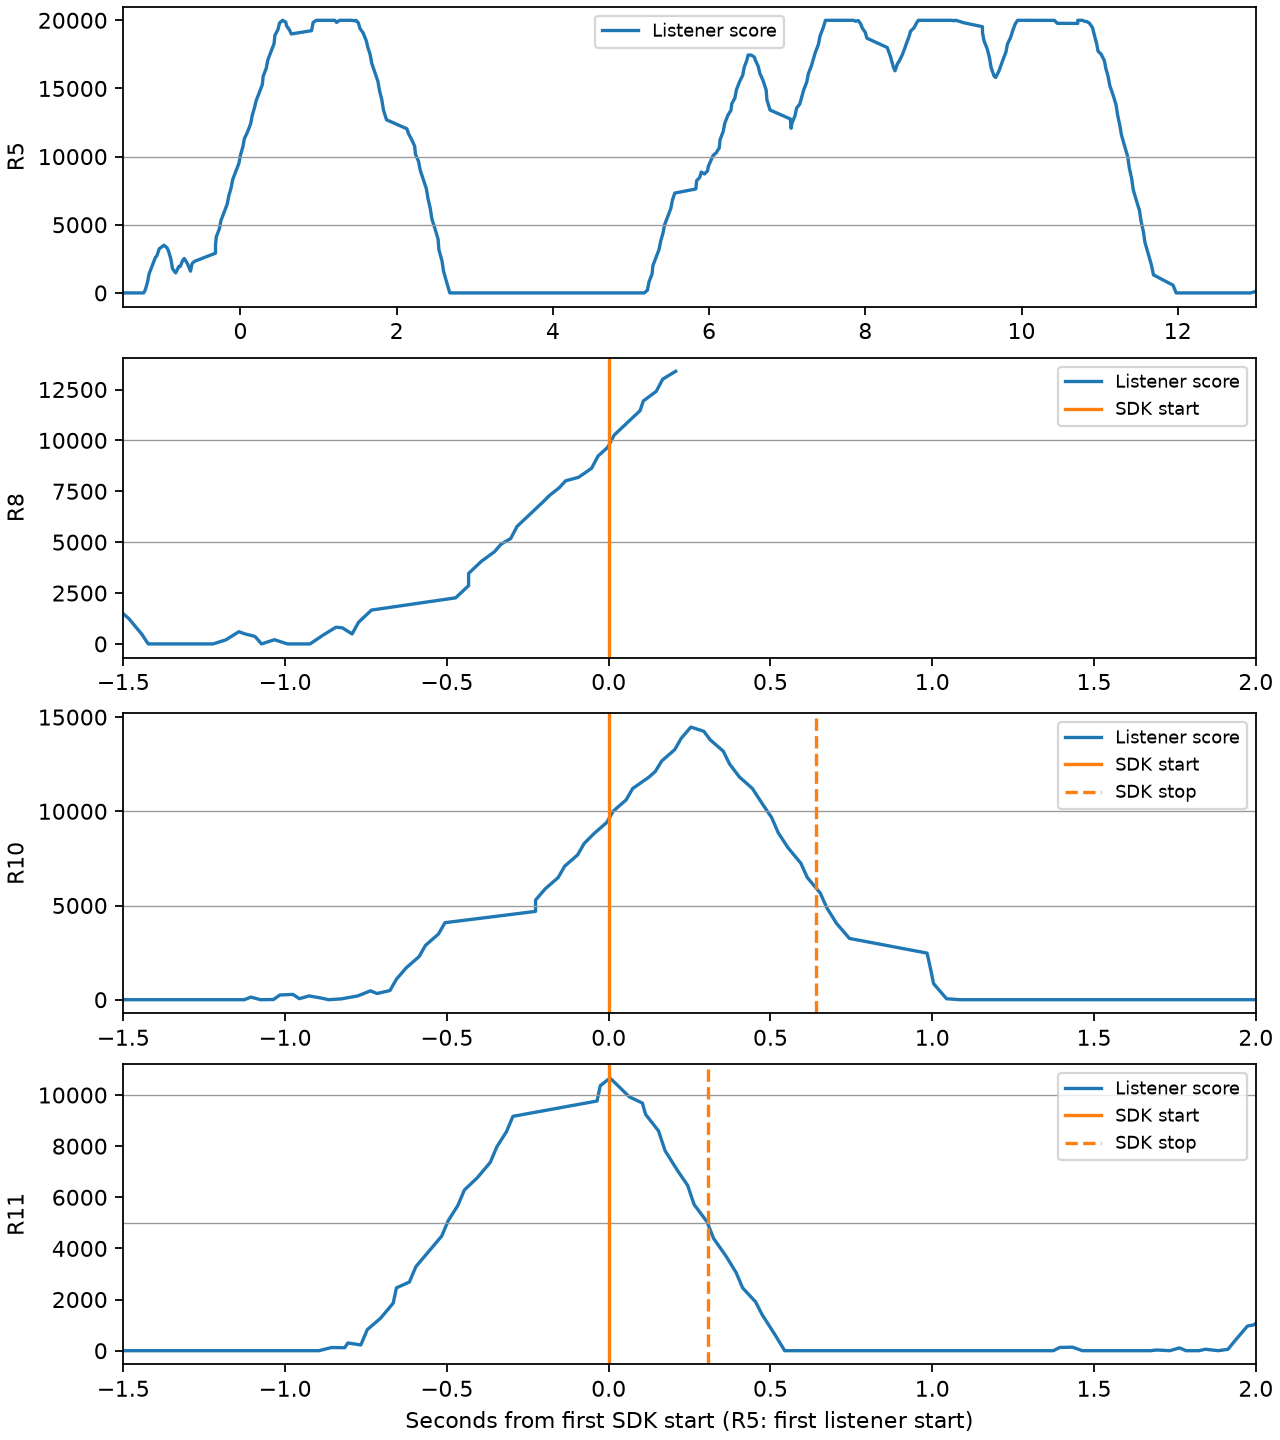 20000
15000
10000
5000
0
R5
Listener score
0 2 4 6 8 10 12
12500
10000
7500
5000
2500
0
R8
Listener score
SDK start
−1.5 −1.0 −0.5 0.0 0.5 1.0 1.5 2.0
15000
10000
5000
0
R10
Listener score
SDK start
SDK stop
−1.5 −1.0 −0.5 0.0 0.5 1.0 1.5 2.0
10000
8000
6000
4000
2000
0
R11
Listener score
SDK start
SDK stop
−1.5 −1.0 −0.5 0.0 0.5 1.0 1.5 2.0
Seconds from first SDK start (R5: first listener start)